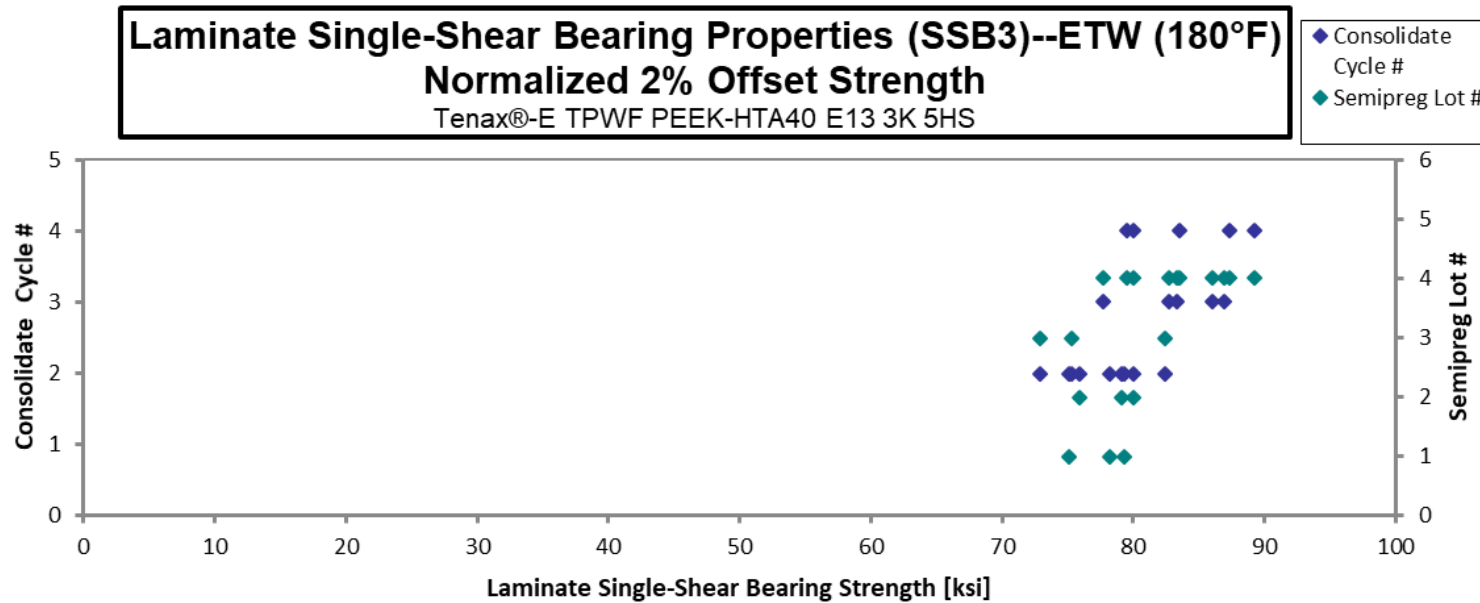 Laminate Single-Shear Bearing Properties (SSB3)--ETW (180°F)
Normalized 2% Offset Strength
Tenax®-E TPWF PEEK-HTA40 E13 3K 5HS
Consolidate
Cycle #
Semipreg Lot #
5
4
3
2
1
0
Consolidate Cycle #
6
5
4
3
2
1
0
Semipreg Lot #
0 10 20 30 40 50 60 70 80 90 100
Laminate Single-Shear Bearing Strength [ksi]